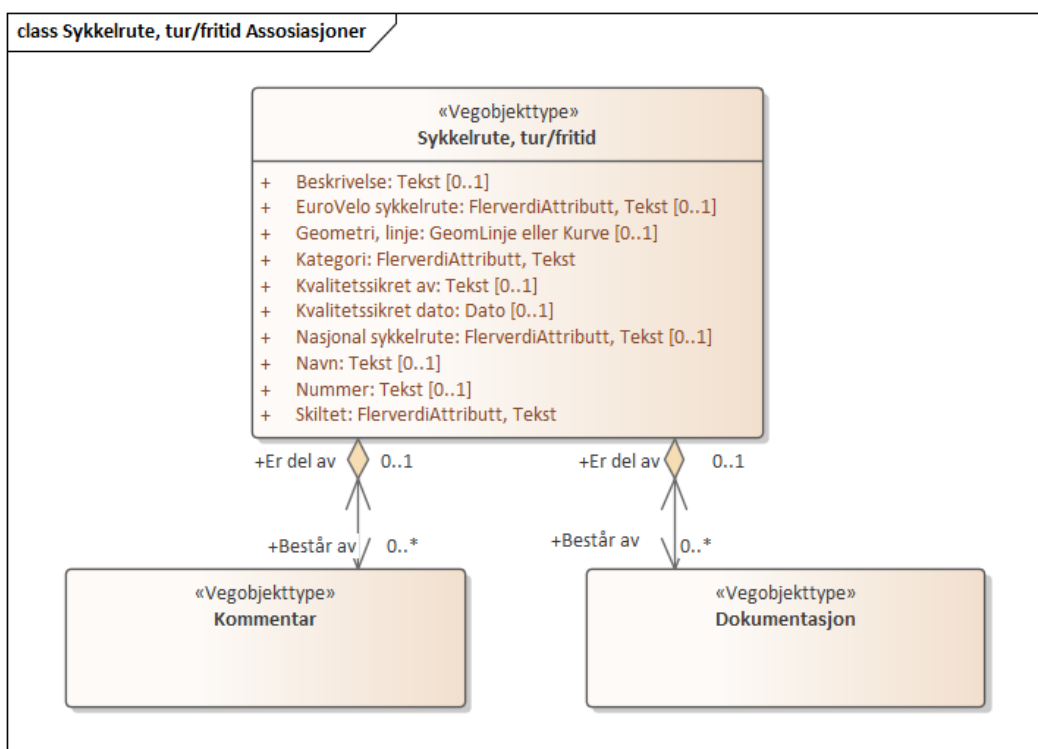 class Sykkelrute, tur/fritid Assosiasjoner
«Vegobjekttype»
Sykkelrute, tur/fritid
+ Beskrivelse: Tekst [0..1]
+ EuroVelo sykkelrute: FlerverdiAttributt, Tekst [0..1]
+ Geometri, linje: GeomLinje eller Kurve [0..1]
+ Kategori: FlerverdiAttributt, Tekst
+ Kvalitetssikret av: Tekst [0..1]
+ Kvalitetssikret dato: Dato [0..1]
+ Nasjonal sykkelrute: FlerverdiAttributt, Tekst [0..1]
+ Navn: Tekst [0..1]
+ Nummer: Tekst [0..1]
+ Skiltet: FlerverdiAttributt, Tekst
+Er del av 0..1 +Er del av 0..1
+Består av 0..* +Består av 0..*
«Vegobjekttype»
Kommentar
«Vegobjekttype»
Dokumentasjon